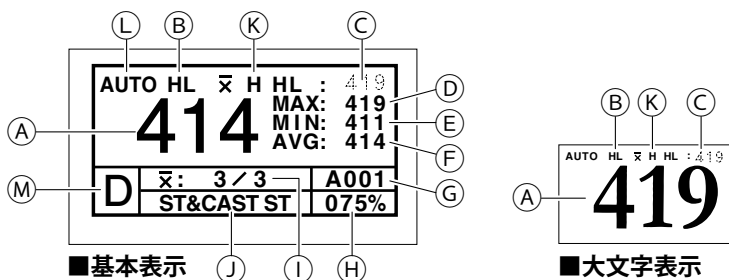 Ⓛ Ⓑ Ⓚ Ⓒ
AUTO HL x̅ H HL : 419
Ⓐ 414
MAX: 419 Ⓓ
MIN: 411 Ⓔ
AVG: 414 Ⓕ
Ⓜ D x̅: 3/3 A001 Ⓖ
ST&CAST ST 075%
■基本表示 Ⓙ Ⓘ Ⓗ
Ⓑ Ⓚ Ⓒ
AUTO HL x̅ H HL :419
Ⓐ 419
■大文字表示